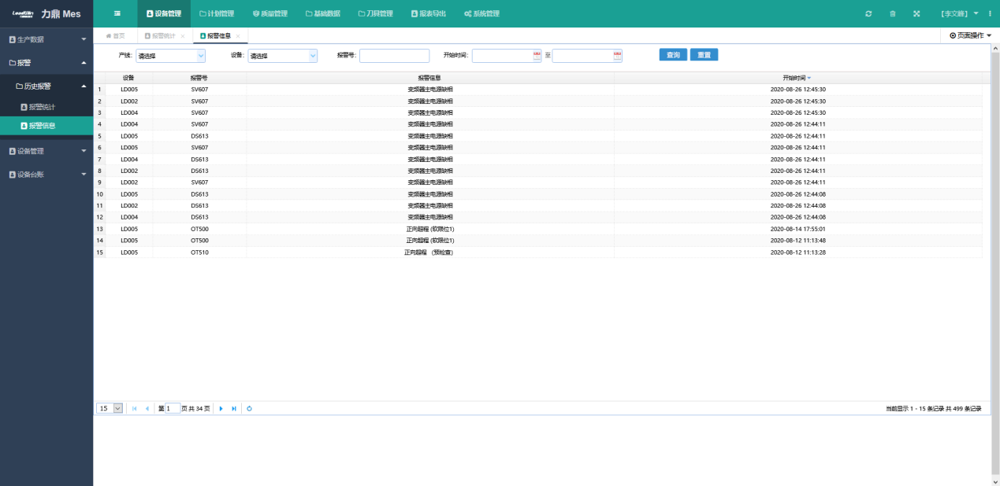 力鼎 Mes
设备管理 计划管理 质量管理 基础数据 刀具管理 报表导出 系统管理 【李文峰】
首页 报警统计 × 报警信息 × 页面操作
生产数据
报警
历史报警
报警统计
报警信息
设备管理
设备台账
产线: 请选择 设备: 请选择 报警号: 开始时间: 至 查询 重置
设备 报警号 报警信息 开始时间
1 LD005 SV607 变频器主电源缺相 2020-08-26 12:45:30
2 LD002 SV607 变频器主电源缺相 2020-08-26 12:45:30
3 LD004 SV607 变频器主电源缺相 2020-08-26 12:45:30
4 LD004 SV607 变频器主电源缺相 2020-08-26 12:44:11
5 LD005 DS613 变频器主电源缺相 2020-08-26 12:44:11
6 LD005 SV607 变频器主电源缺相 2020-08-26 12:44:11
7 LD004 DS613 变频器主电源缺相 2020-08-26 12:44:11
8 LD002 DS613 变频器主电源缺相 2020-08-26 12:44:11
9 LD002 SV607 变频器主电源缺相 2020-08-26 12:44:11
10 LD005 DS613 变频器主电源缺相 2020-08-26 12:44:08
11 LD002 DS613 变频器主电源缺相 2020-08-26 12:44:08
12 LD004 DS613 变频器主电源缺相 2020-08-26 12:44:08
13 LD005 OT500 正向超程 (软限位1) 2020-08-14 17:55:01
14 LD005 OT500 正向超程 (软限位1) 2020-08-12 11:13:48
15 LD005 OT510 正向超程 (预检查) 2020-08-12 11:13:28
15 第 1 页 共 34 页 当前显示 1 - 15 条记录 共 499 条记录